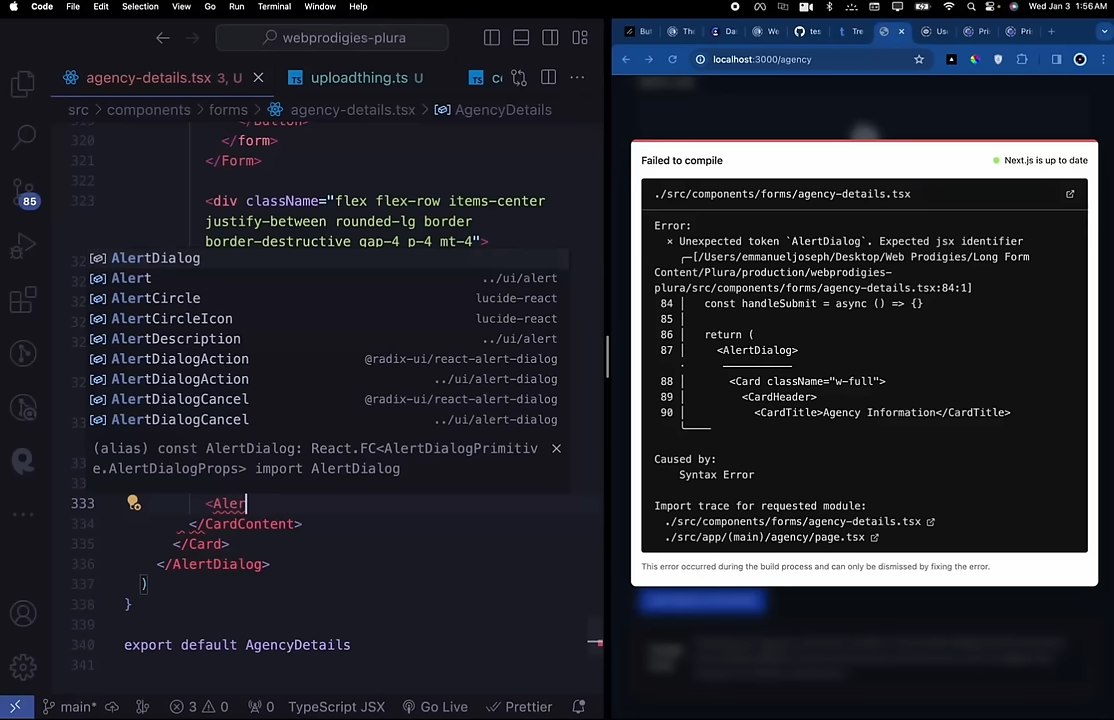 Code File Edit Selection View Go Run Terminal Window Help
Wed Jan 3 1:56 AM
webprodigies-plura
agency-details.tsx 3, U
uploadthing.ts U
src components forms agency-details.tsx AgencyDetails
320 </form>
321 </Form>
322
323 <div className="flex flex-row items-center
justify-between rounded-lg border
border-destructive gap-4 p-4 mt-4">
AlertDialog
Alert ../ui/alert
AlertCircle lucide-react
AlertCircleIcon lucide-react
AlertDescription ../ui/alert
AlertDialogAction @radix-ui/react-alert-dialog
AlertDialogAction ../ui/alert-dialog
AlertDialogCancel @radix-ui/react-alert-dialog
AlertDialogCancel ../ui/alert-dialog
(alias) const AlertDialog: React.FC<AlertDialogPrimitiv
e.AlertDialogProps> import AlertDialog
333 <Aler
334 </CardContent>
335 </Card>
336 </AlertDialog>
337 )
338 }
339
340 export default AgencyDetails
341
85
main* 3 0 0 TypeScript JSX Go Live Prettier
But The Dai We tes Tre Us Pri Pri
localhost:3000/agency
Failed to compile
Next.js is up to date
./src/components/forms/agency-details.tsx
Error:
× Unexpected token `AlertDialog`. Expected jsx identifier
╭─[/Users/emmanueljoseph/Desktop/Web Prodigies/Long Form
Content/Plura/production/webprodigies-
plura/src/components/forms/agency-details.tsx:84:1]
84 │ const handleSubmit = async () => {}
85 │
86 │ return (
87 │ <AlertDialog>
88 │ <Card className="w-full">
89 │ <CardHeader>
90 │ <CardTitle>Agency Information</CardTitle>
Caused by:
Syntax Error
Import trace for requested module:
./src/components/forms/agency-details.tsx
./src/app/(main)/agency/page.tsx
This error occurred during the build process and can only be dismissed by fixing the error.